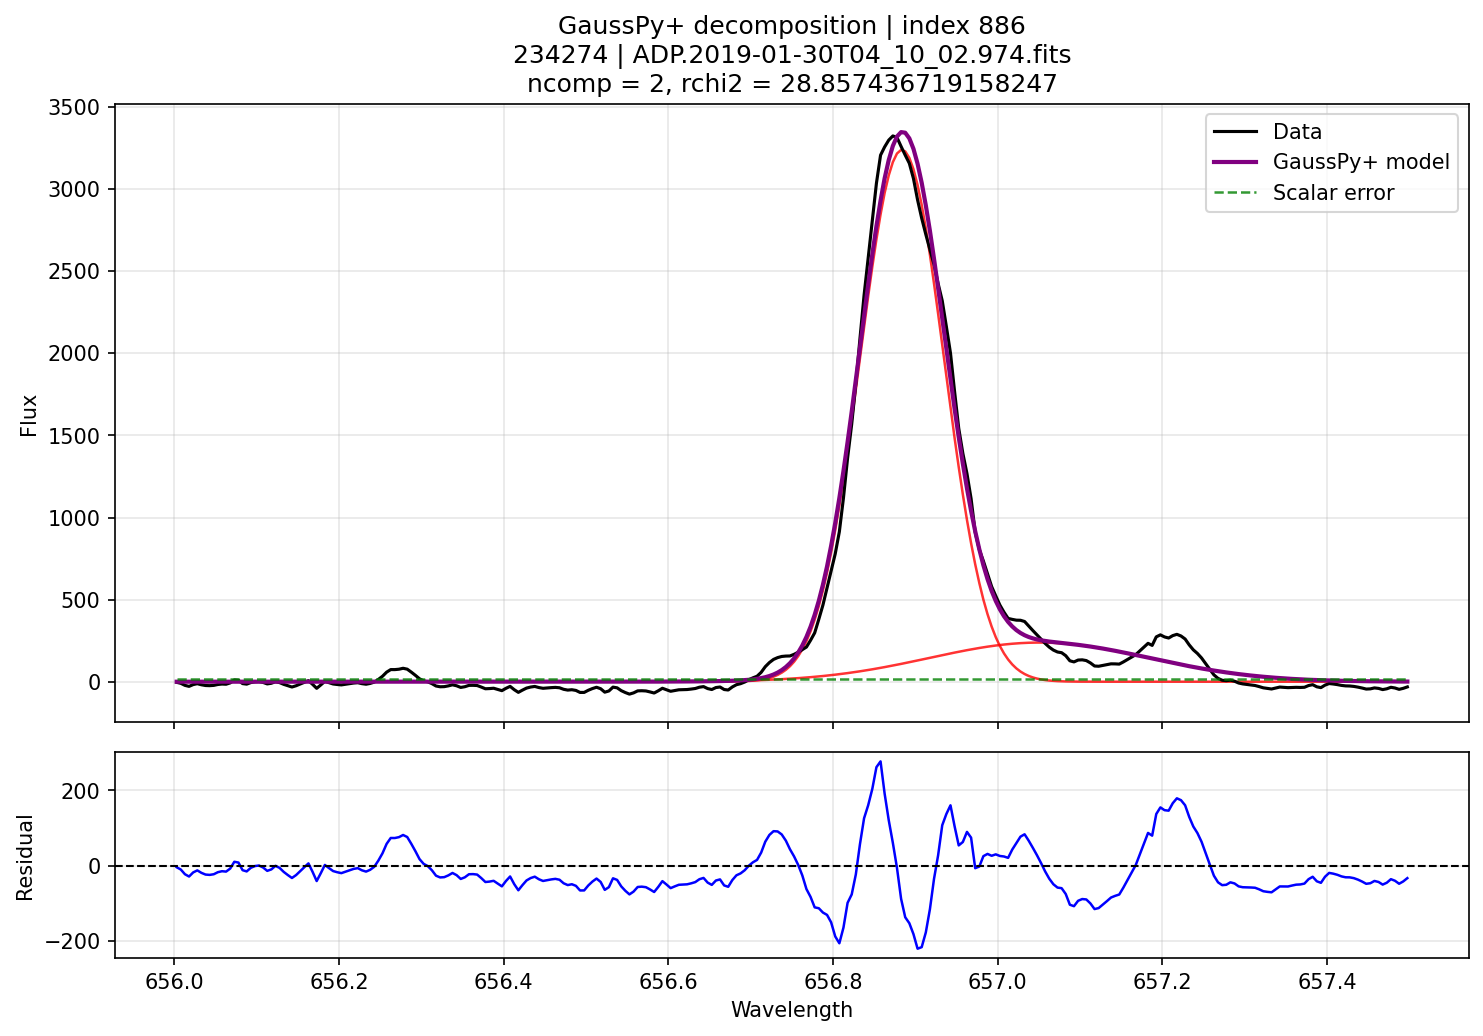 GaussPy+ decomposition | index 886
234274 | ADP.2019-01-30T04_10_02.974.fits
ncomp = 2, rchi2 = 28.857436719158247
Data
GaussPy+ model
Scalar error
3500
3000
2500
2000
1500
1000
500
0
Flux
200
0
−200
Residual
656.0 656.2 656.4 656.6 656.8 657.0 657.2 657.4
Wavelength